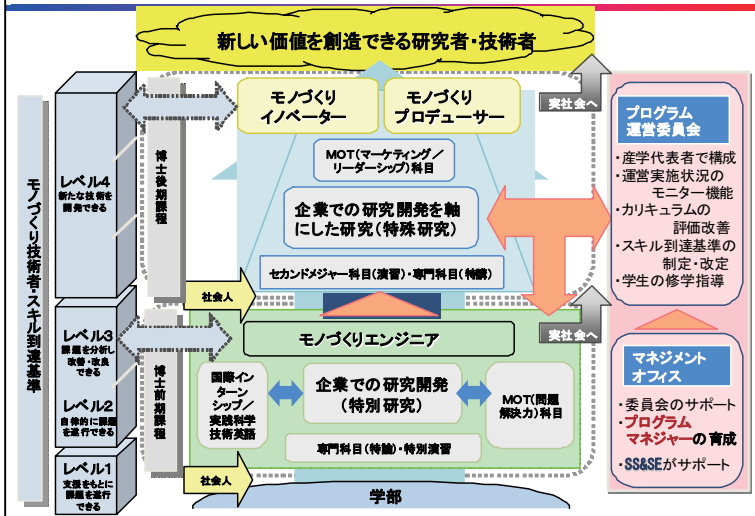 新しい価値を創造できる研究者・技術者
モノづくり技術者・スキル到達基準
レベル4
新たな技術を
開発できる
レベル3
課題を分析し
改善・改良
できる
レベル2
自律的に課題
を遂行できる
レベル1
支援をもとに
課題を遂行
できる
博士後期課程
博士前期課程
モノづくり
イノベーター
モノづくり
プロデューサー
MOT(マーケティング/
リーダーシップ)科目
企業での研究開発を軸
にした研究(特殊研究)
セカンドメジャー科目(演習)・専門科目(特講)
社会人
モノづくりエンジニア
国際イン
ターン
シップ/
実践科学
技術英語
企業での研究開発
(特別研究)
MOT(問題
解決力)科目
専門科目(特論)・特別演習
社会人
学部
実社会へ
実社会へ
プログラム
運営委員会
・産学代表者で構成
・運営実施状況の
モニター機能
・カリキュラムの
評価改善
・スキル到達基準の
制定・改定
・学生の修学指導
マネジメント
オフィス
・委員会のサポート
・プログラム
マネジャーの育成
・SS&SEがサポート